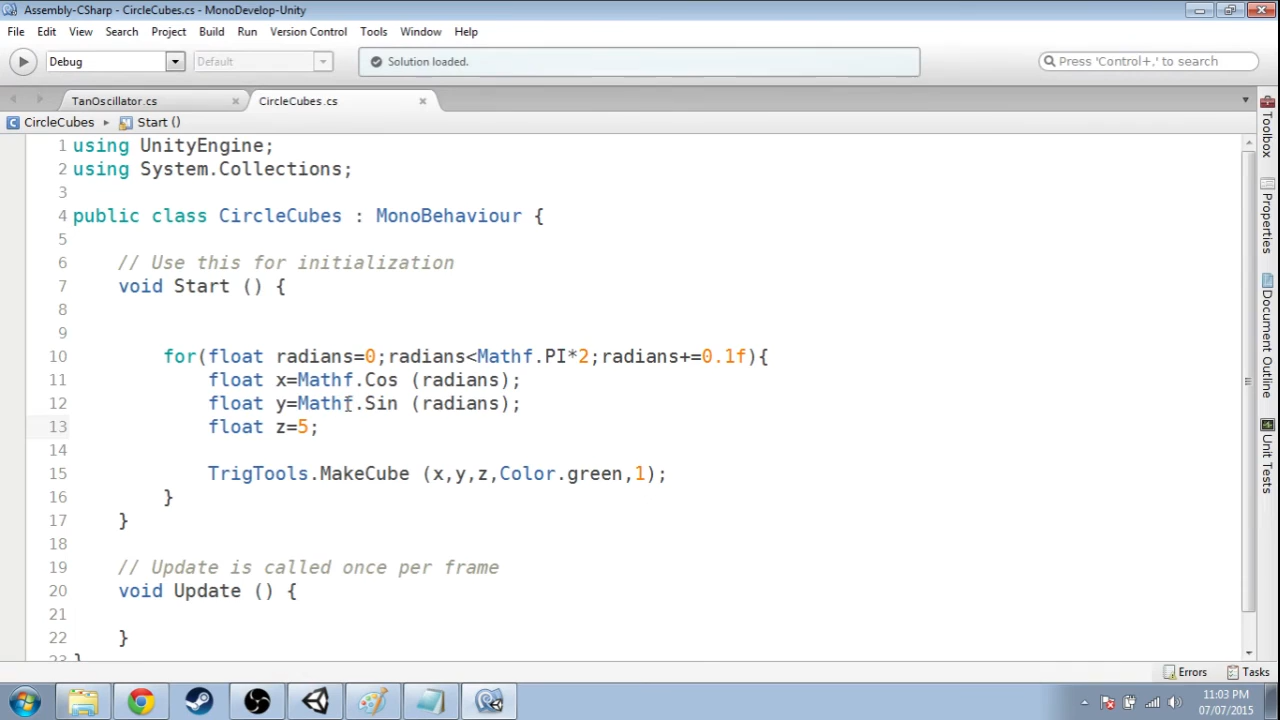 Assembly-CSharp - CircleCubes.cs - MonoDevelop-Unity
File Edit View Search Project Build Run Version Control Tools Window Help
Debug Default Solution loaded. Press 'Control+,' to search
TanOscillator.cs CircleCubes.cs
CircleCubes Start ()
1 using UnityEngine;
2 using System.Collections;
3
4 public class CircleCubes : MonoBehaviour {
5
6 // Use this for initialization
7 void Start () {
8
9
10 for(float radians=0;radians<Mathf.PI*2;radians+=0.1f){
11 float x=Mathf.Cos (radians);
12 float y=Mathf.Sin (radians);
13 float z=5;
14
15 TrigTools.MakeCube (x,y,z,Color.green,1);
16 }
17 }
18
19 // Update is called once per frame
20 void Update () {
21
22 }
23 }
Toolbox
Properties
Document Outline
Unit Tests
Errors Tasks
11:03 PM
07/07/2015